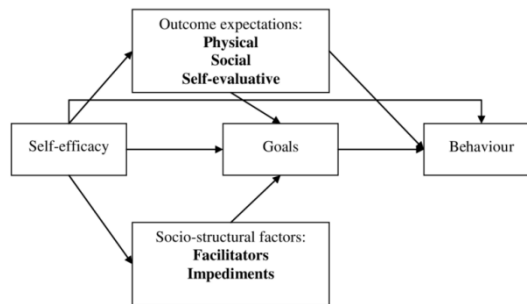 Outcome expectations:
Physical
Social
Self-evaluative
Self-efficacy
Goals
Behaviour
Socio-structural factors:
Facilitators
Impediments